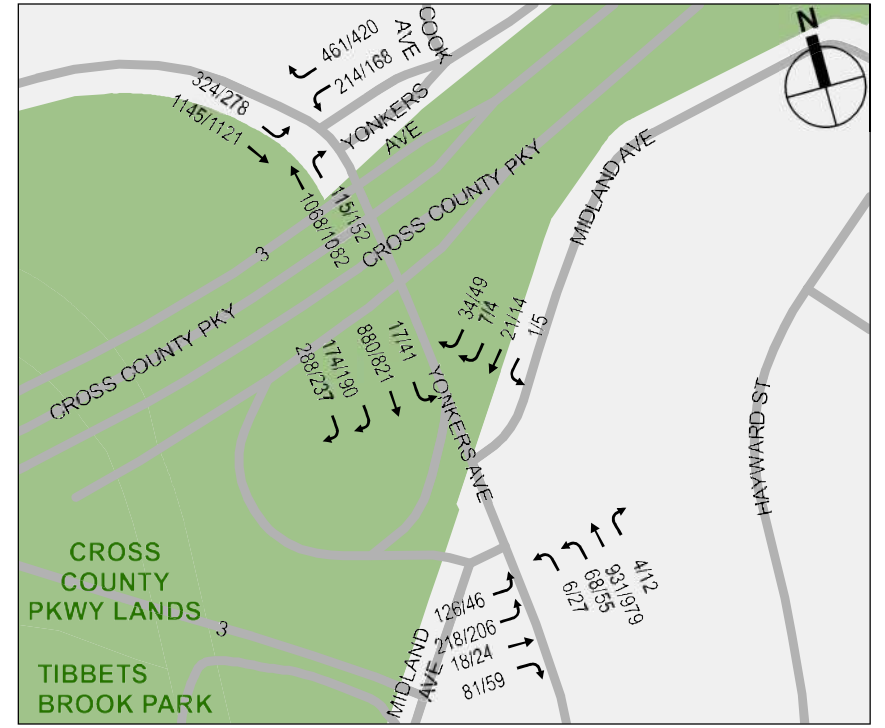 N
COOK
AVE
461/420
214/168
324/278
1145/1121
YONKERS
AVE
115/152
1068/1082
CROSS COUNTY PKY
MIDLAND AVE
3
CROSS COUNTY PKY
34/49
7/4
21/14
1/5
17/41
880/821
174/190
288/237
YONKERS AVE
HAYWARD ST
CROSS
COUNTY
PKWY LANDS
3
TIBBETS
BROOK PARK
MIDLAND
AVE
126/46
218/206
18/24
81/59
6/27
68/55
931/979
4/12